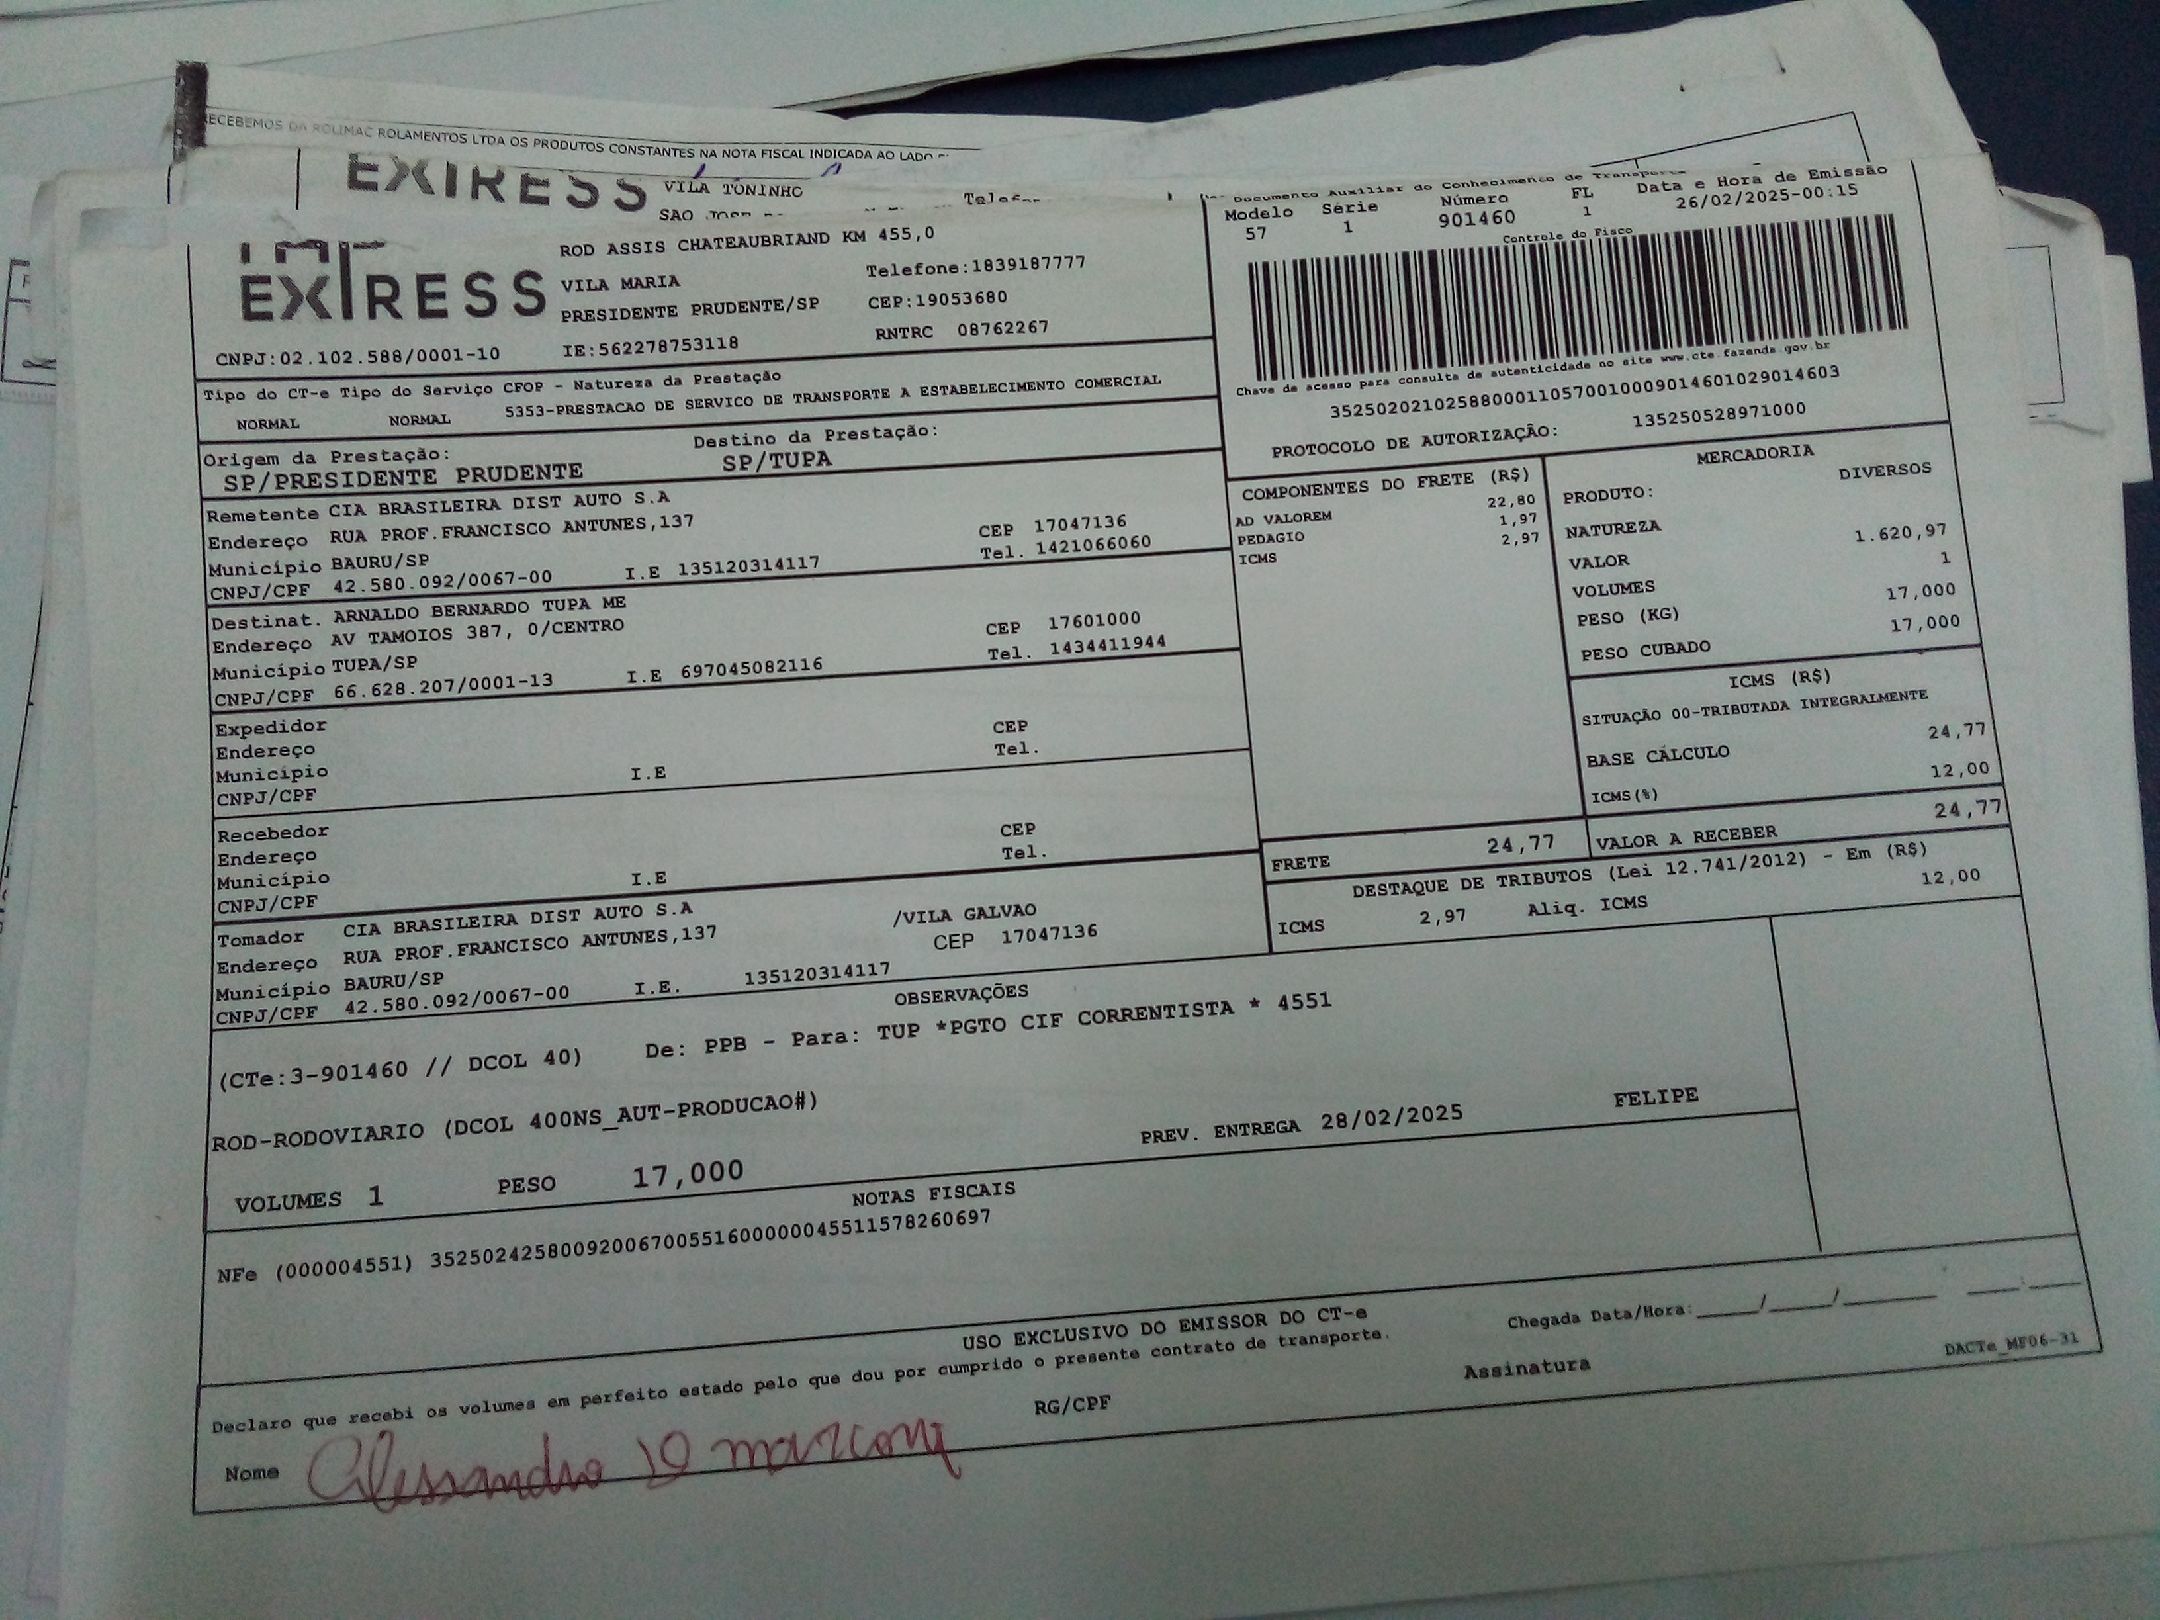 RECEBEMOS DA ROLIMAC ROLAMENTOS LTDA OS PRODUTOS CONSTANTES NA NOTA FISCAL INDICADA AO LADO
EXTRESS VILA TONINHO
SAO
EXTRESS
ROD ASSIS CHATEAUBRIAND KM 455,0
VILA MARIA Telefone:1839187777
PRESIDENTE PRUDENTE/SP CEP:19053680
CNPJ:02.102.588/0001-10 IE:562278753118 RNTRC 08762267
Documento Auxiliar do Conhecimento de Transporte
Modelo Série Número FL Data e Hora de Emissão
57 1 901460 1 26/02/2025-00:15
Controle do Fisco
Chave de acesso para consulta de autenticidade no site www.cte.fazenda.gov.br
35250202102588000110570010009014601029014603
PROTOCOLO DE AUTORIZAÇÃO: 135250528971000
Tipo do CT-e Tipo do Serviço CFOP - Natureza da Prestação
NORMAL NORMAL 5353-PRESTACAO DE SERVICO DE TRANSPORTE A ESTABELECIMENTO COMERCIAL
Origem da Prestação: Destino da Prestação:
SP/PRESIDENTE PRUDENTE SP/TUPA
Remetente CIA BRASILEIRA DIST AUTO S.A
Endereço RUA PROF.FRANCISCO ANTUNES,137 CEP 17047136
Município BAURU/SP Tel. 1421066060
CNPJ/CPF 42.580.092/0067-00 I.E 135120314117
Destinat. ARNALDO BERNARDO TUPA ME
Endereço AV TAMOIOS 387, 0/CENTRO CEP 17601000
Município TUPA/SP Tel. 1434411944
CNPJ/CPF 66.628.207/0001-13 I.E 697045082116
Expedidor CEP
Endereço Tel.
Município I.E
CNPJ/CPF
Recebedor CEP
Endereço Tel.
Município I.E
CNPJ/CPF
Tomador CIA BRASILEIRA DIST AUTO S.A /VILA GALVAO
Endereço RUA PROF.FRANCISCO ANTUNES,137 CEP 17047136
Município BAURU/SP
CNPJ/CPF 42.580.092/0067-00 I.E. 135120314117
COMPONENTES DO FRETE (R$)
22,80
AD VALOREM 1,97
PEDAGIO 2,97
ICMS
MERCADORIA
PRODUTO: DIVERSOS
NATUREZA
VALOR 1.620,97
VOLUMES 1
PESO (KG) 17,000
PESO CUBADO 17,000
ICMS (R$)
SITUAÇÃO 00-TRIBUTADA INTEGRALMENTE
BASE CÁLCULO 24,77
ICMS(%) 12,00
FRETE 24,77 VALOR A RECEBER 24,77
DESTAQUE DE TRIBUTOS (Lei 12.741/2012) - Em (R$)
ICMS 2,97 Aliq. ICMS 12,00
OBSERVAÇÕES
(CTe:3-901460 // DCOL 40) De: PPB - Para: TUP *PGTO CIF CORRENTISTA * 4551
ROD-RODOVIARIO (DCOL 400NS_AUT-PRODUCAO#)
VOLUMES 1 PESO 17,000 PREV. ENTREGA 28/02/2025 FELIPE
NOTAS FISCAIS
NFe (000004551) 35250242580092006700551600000045511578260697
USO EXCLUSIVO DO EMISSOR DO CT-e
Declaro que recebi os volumes em perfeito estado pelo que dou por cumprido o presente contrato de transporte.
Chegada Data/Hora:_____/_____/________ ____:____
Nome Alessandro D marconi RG/CPF Assinatura DACTe_MF06-31